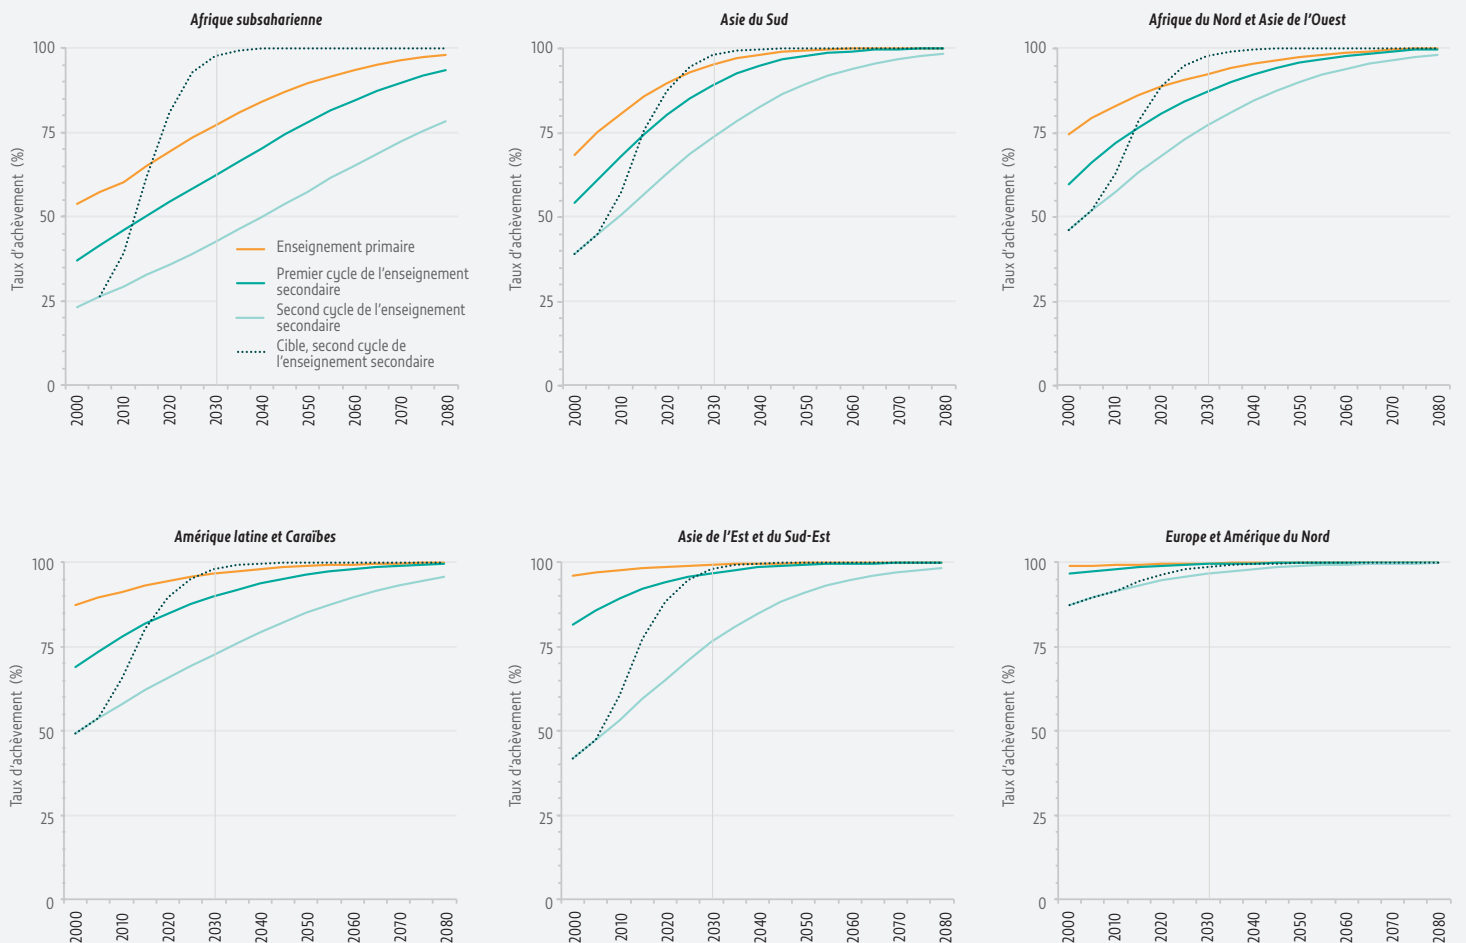 Afrique subsaharienne
Taux d'achèvement (%)
100
75
50
25
0
Enseignement primaire
Premier cycle de l'enseignement
secondaire
Second cycle de l'enseignement
secondaire
Cible, second cycle de
l'enseignement secondaire
2000 2010 2020 2030 2040 2050 2060 2070 2080
Asie du Sud
Taux d'achèvement (%)
100
75
50
25
0
2000 2010 2020 2030 2040 2050 2060 2070 2080
Afrique du Nord et Asie de l'Ouest
Taux d'achèvement (%)
100
75
50
25
0
2000 2010 2020 2030 2040 2050 2060 2070 2080
Amérique latine et Caraïbes
Taux d'achèvement (%)
100
75
50
25
0
2000 2010 2020 2030 2040 2050 2060 2070 2080
Asie de l'Est et du Sud-Est
Taux d'achèvement (%)
100
75
50
25
0
2000 2010 2020 2030 2040 2050 2060 2070 2080
Europe et Amérique du Nord
Taux d'achèvement (%)
100
75
50
25
0
2000 2010 2020 2030 2040 2050 2060 2070 2080